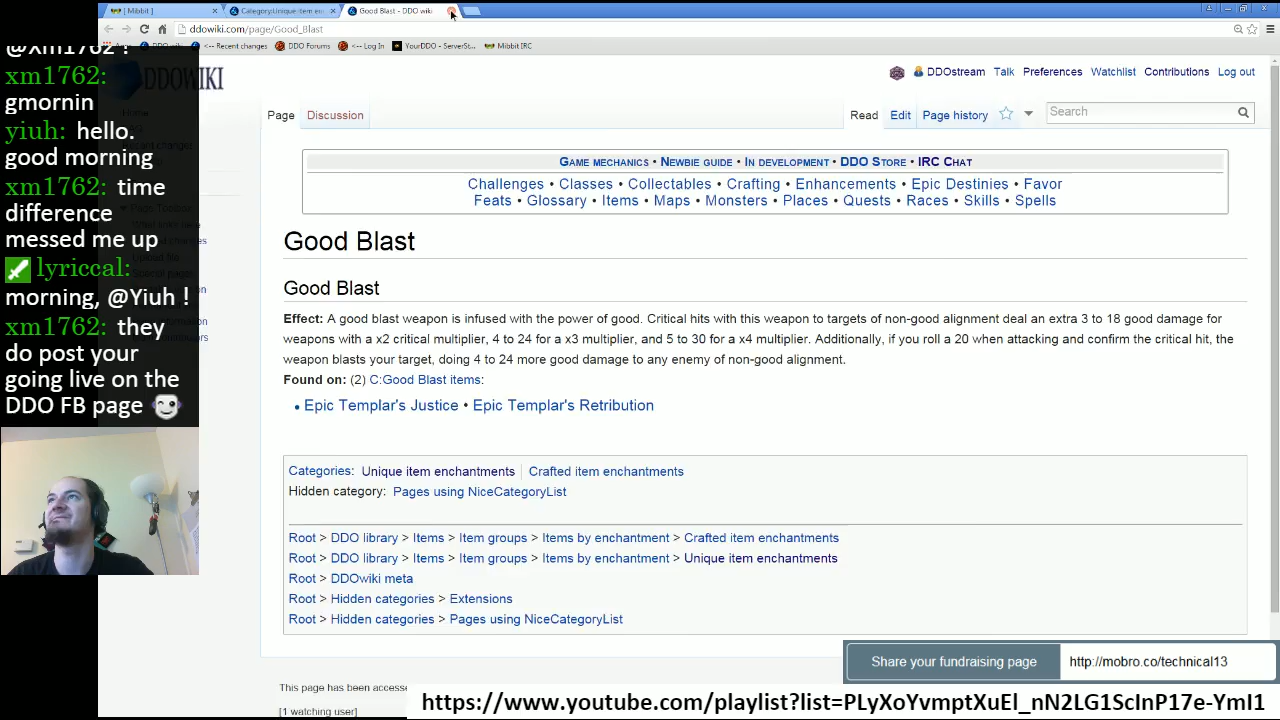 [ Mibbit ]
Category:Unique item en
Good Blast - DDO wiki
ddowiki.com/page/Good_Blast
<-- Recent changes
DDO Forums
<-- Log In
YourDDO - ServerSt...
Mibbit IRC
@Xm1762 !
xm1762:
gmornin
yiuh: hello.
good morning
xm1762: time
difference
messed me up
lyriccal:
morning, @Yiuh !
xm1762: they
do post your
going live on the
DDO FB page
DDOWIKI
DDOstream Talk Preferences Watchlist Contributions Log out
Page Discussion Read Edit Page history Search
Game mechanics • Newbie guide • In development • DDO Store • IRC Chat
Challenges • Classes • Collectables • Crafting • Enhancements • Epic Destinies • Favor
Feats • Glossary • Items • Maps • Monsters • Places • Quests • Races • Skills • Spells
Good Blast
Good Blast
Effect: A good blast weapon is infused with the power of good. Critical hits with this weapon to targets of non-good alignment deal an extra 3 to 18 good damage for
weapons with a x2 critical multiplier, 4 to 24 for a x3 multiplier, and 5 to 30 for a x4 multiplier. Additionally, if you roll a 20 when attacking and confirm the critical hit, the
weapon blasts your target, doing 4 to 24 more good damage to any enemy of non-good alignment.
Found on: (2) C:Good Blast items:
• Epic Templar's Justice • Epic Templar's Retribution
Categories: Unique item enchantments Crafted item enchantments
Hidden category: Pages using NiceCategoryList
Root > DDO library > Items > Item groups > Items by enchantment > Crafted item enchantments
Root > DDO library > Items > Item groups > Items by enchantment > Unique item enchantments
Root > DDOwiki meta
Root > Hidden categories > Extensions
Root > Hidden categories > Pages using NiceCategoryList
This page has been accesse
[1 watching user]
Share your fundraising page
http://mobro.co/technical13
https://www.youtube.com/playlist?list=PLyXoYvmptXuEl_nN2LG1ScInP17e-YmI1